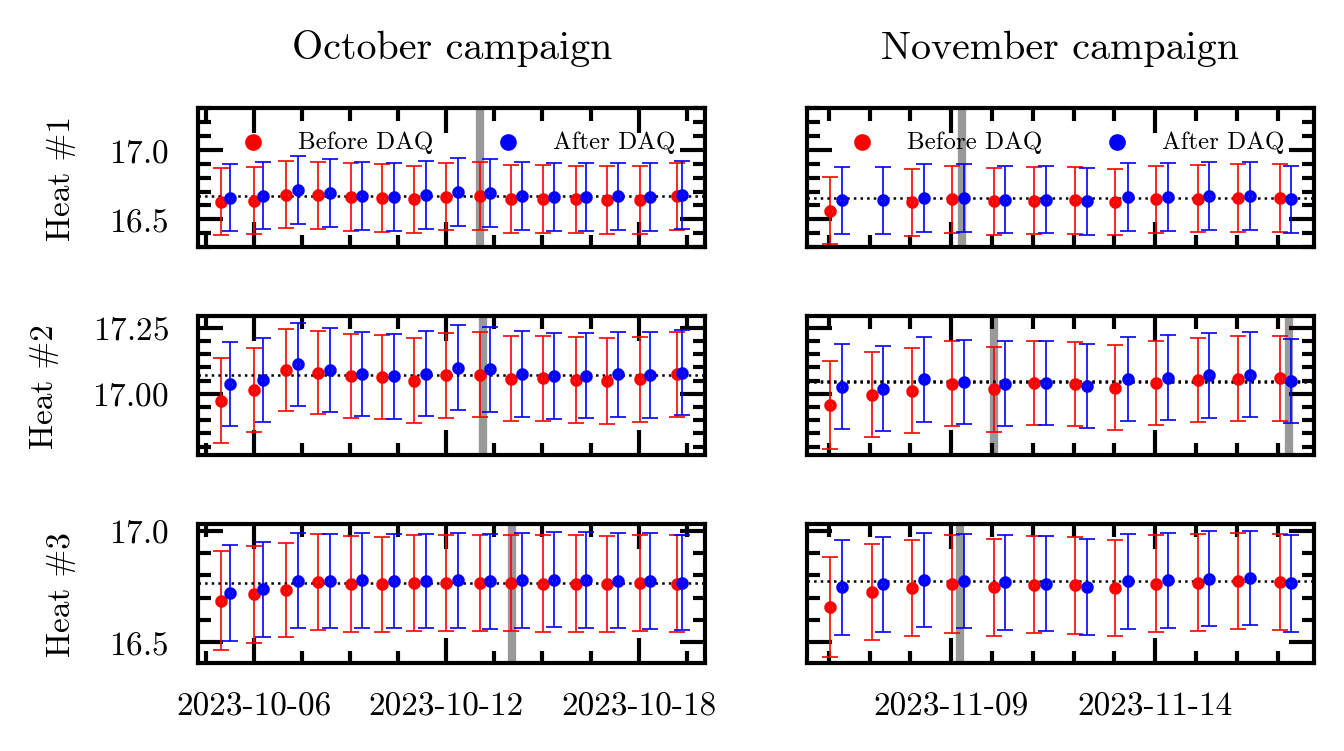 October campaign
November campaign
Heat #1
17.0
16.5
Before DAQ
After DAQ
Before DAQ
After DAQ
Heat #2
17.25
17.00
Heat #3
17.0
16.5
2023-10-06
2023-10-12
2023-10-18
2023-11-09
2023-11-14